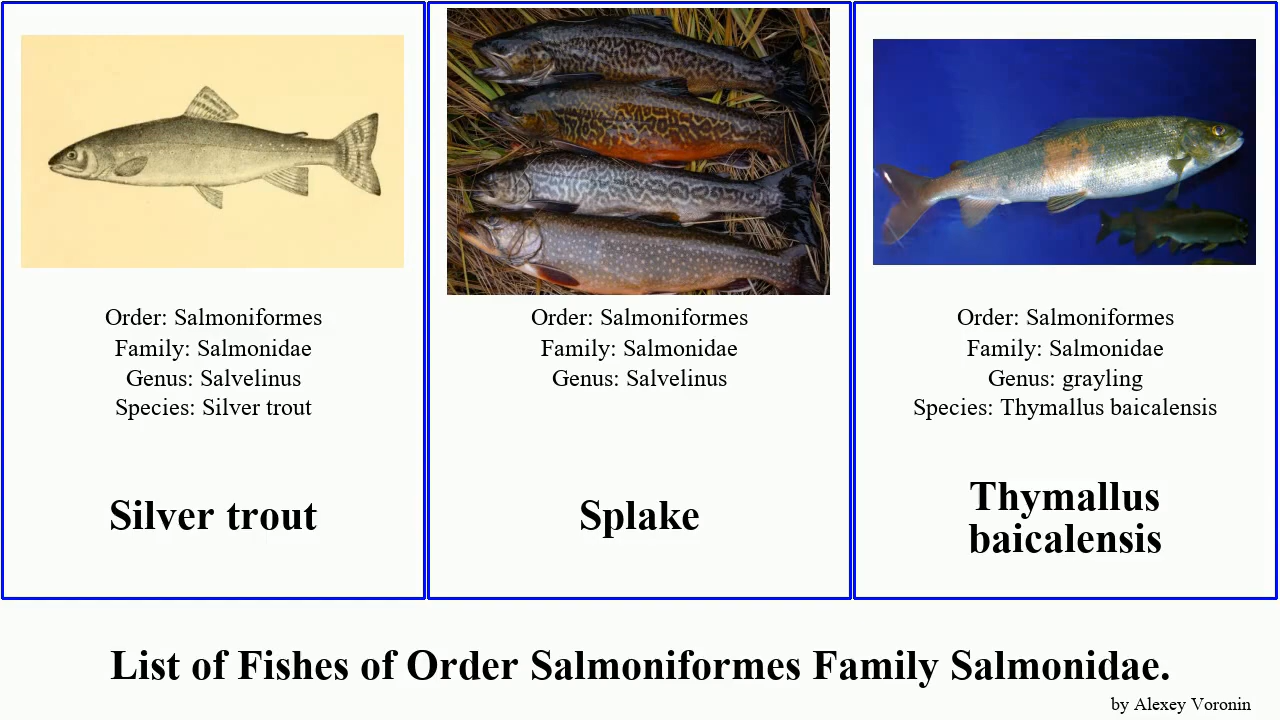 Order: Salmoniformes
Family: Salmonidae
Genus: Salvelinus
Species: Silver trout
Silver trout
Order: Salmoniformes
Family: Salmonidae
Genus: Salvelinus
Splake
Order: Salmoniformes
Family: Salmonidae
Genus: grayling
Species: Thymallus baicalensis
Thymallus
baicalensis
List of Fishes of Order Salmoniformes Family Salmonidae.
by Alexey Voronin